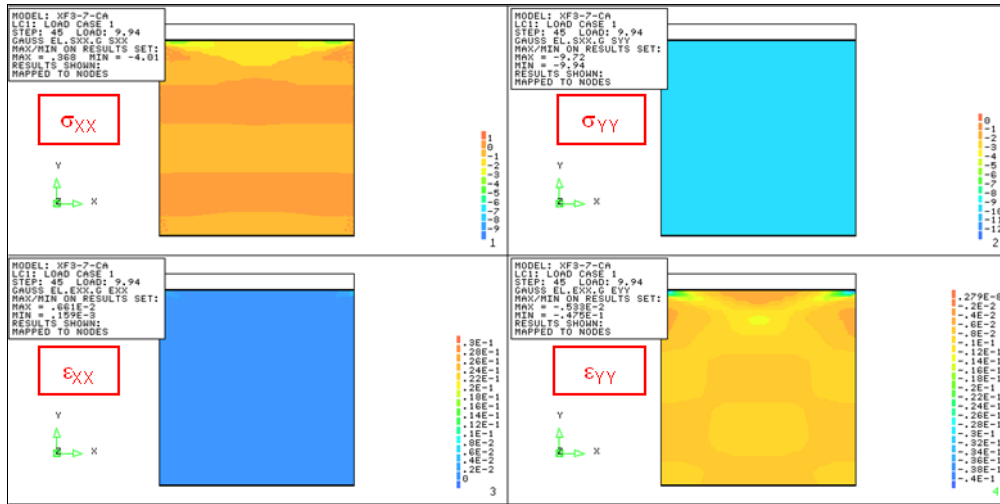 MODEL: XF3-7-CA
LC1: LOAD CASE 1
STEP: 45 LOAD: 9.94
GAUSS EL.SXX.G SXX
MAX/MIN ON RESULTS SET:
MAX = .368 MIN = -4.01
RESULTS SHOWN:
MAPPED TO NODES
σXX
Y
Z X
1
0
-1
-2
-3
-4
-5
-6
-7
-8
-9
1
MODEL: XF3-7-CA
LC1: LOAD CASE 1
STEP: 45 LOAD: 9.94
GAUSS EL.SXX.G SYY
MAX/MIN ON RESULTS SET:
MAX = -9.72
MIN = -9.94
RESULTS SHOWN:
MAPPED TO NODES
σYY
Y
Z X
0
-1
-2
-3
-4
-5
-6
-7
-8
-9
-10
-11
-12
2
MODEL: XF3-7-CA
LC1: LOAD CASE 1
STEP: 45 LOAD: 9.94
GAUSS EL.EXX.G EXX
MAX/MIN ON RESULTS SET:
MAX = .661E-2
MIN = .159E-3
RESULTS SHOWN:
MAPPED TO NODES
εXX
Y
Z X
.3E-1
.28E-1
.26E-1
.24E-1
.22E-1
.2E-1
.18E-1
.16E-1
.14E-1
.12E-1
.1E-1
.8E-2
.6E-2
.4E-2
.2E-2
0
3
MODEL: XF3-7-CA
LC1: LOAD CASE 1
STEP: 45 LOAD: 9.94
GAUSS EL.EXX.G EYY
MAX/MIN ON RESULTS SET:
MAX = -.533E-2
MIN = -.475E-1
RESULTS SHOWN:
MAPPED TO NODES
εYY
Y
Z X
.279E-8
-.2E-2
-.4E-2
-.6E-2
-.8E-2
-.1E-1
-.12E-1
-.14E-1
-.16E-1
-.18E-1
-.2E-1
-.22E-1
-.24E-1
-.26E-1
-.28E-1
-.3E-1
-.32E-1
-.34E-1
-.36E-1
-.38E-1
-.4E-1
4